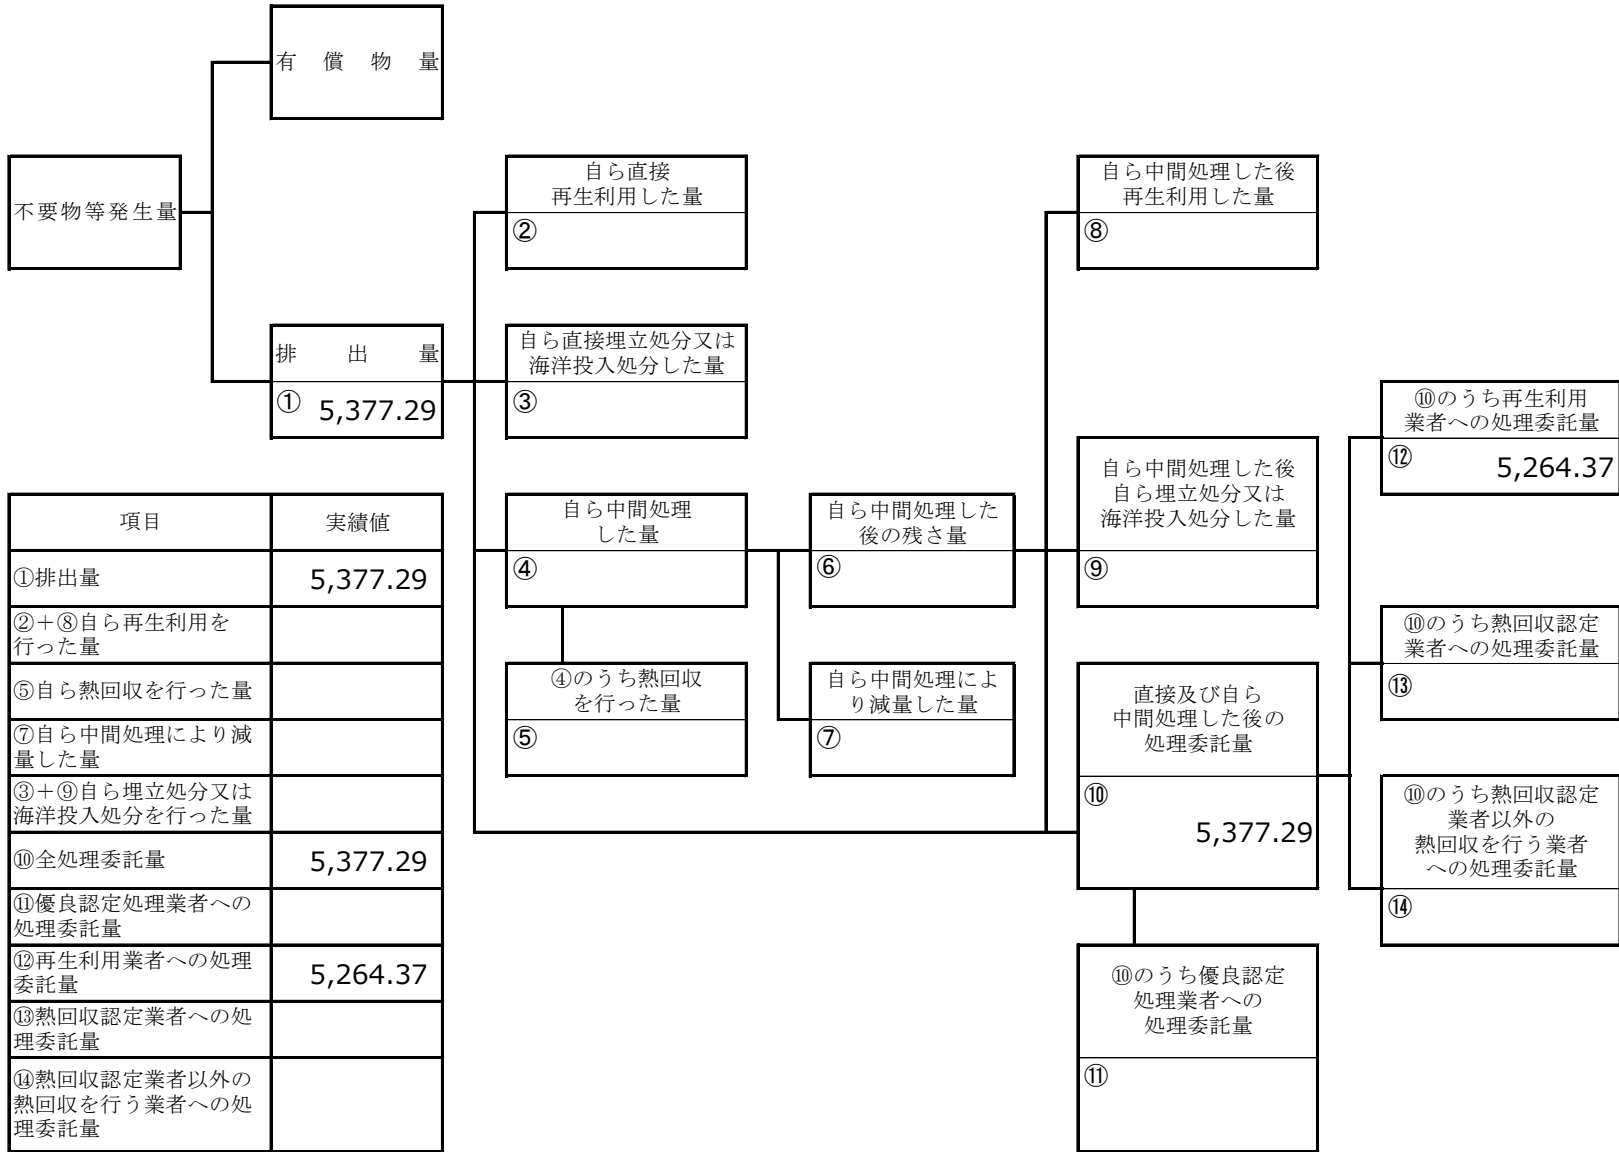 有償物量
不要物等発生量
排出量
① 5,377.29
自ら直接
再生利用した量
②
自ら直接埋立処分又は
海洋投入処分した量
③
自ら中間処理
した量
④
④のうち熱回収
を行った量
⑤
自ら中間処理した
後の残さ量
⑥
自ら中間処理によ
り減量した量
⑦
自ら中間処理した後
再生利用した量
⑧
自ら中間処理した後
自ら埋立処分又は
海洋投入処分した量
⑨
直接及び自ら
中間処理した後の
処理委託量
⑩
5,377.29
⑩のうち優良認定
処理業者への
処理委託量
⑪
⑩のうち再生利用
業者への処理委託量
⑫ 5,264.37
⑩のうち熱回収認定
業者への処理委託量
⑬
⑩のうち熱回収認定
業者以外の
熱回収を行う業者
への処理委託量
⑭
項目 実績値
①排出量 5,377.29
②＋⑧自ら再生利用を
行った量
⑤自ら熱回収を行った量
⑦自ら中間処理により減
量した量
③＋⑨自ら埋立処分又は
海洋投入処分を行った量
⑩全処理委託量 5,377.29
⑪優良認定処理業者への
処理委託量
⑫再生利用業者への処理
委託量 5,264.37
⑬熱回収認定業者への処
理委託量
⑭熱回収認定業者以外の
熱回収を行う業者への処
理委託量